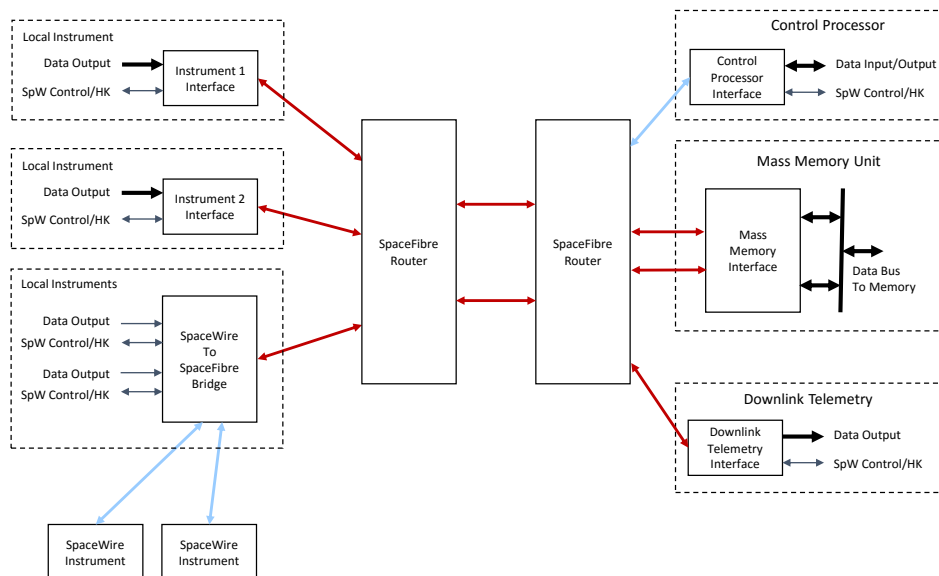 Local Instrument
Data Output
SpW Control/HK
Instrument 1
Interface
Local Instrument
Data Output
SpW Control/HK
Instrument 2
Interface
Local Instruments
Data Output
SpW Control/HK
Data Output
SpW Control/HK
SpaceWire
To
SpaceFibre
Bridge
SpaceWire
Instrument
SpaceWire
Instrument
SpaceFibre
Router
SpaceFibre
Router
Control Processor
Control
Processor
Interface
Data Input/Output
SpW Control/HK
Mass Memory Unit
Mass
Memory
Interface
Data Bus
To Memory
Downlink Telemetry
Downlink
Telemetry
Interface
Data Output
SpW Control/HK